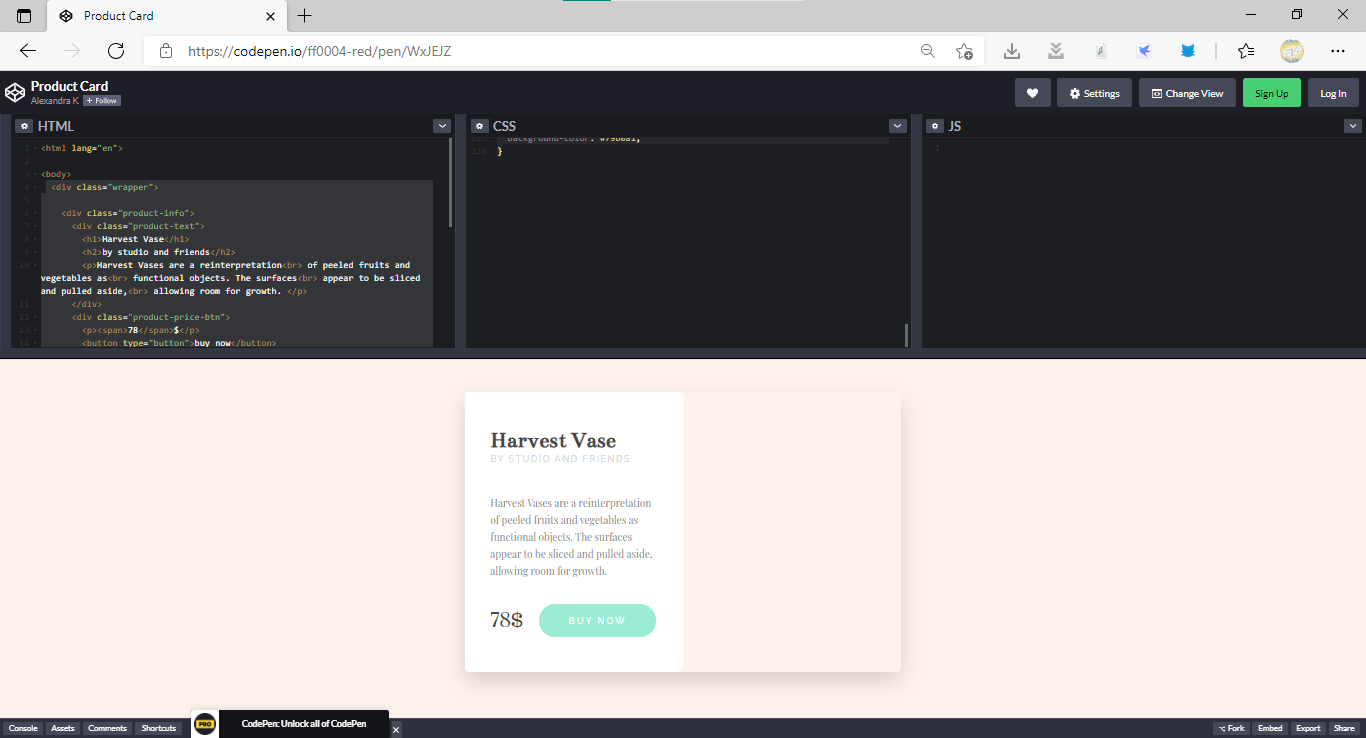 Product Card
https://codepen.io/ff0004-red/pen/WxJEJZ
Product Card
Alexandra K + Follow
Settings
Change View
Sign Up
Log In
HTML
1 <html lang="en">
2
3 <body>
4 <div class="wrapper">
5
6 <div class="product-info">
7 <div class="product-text">
8 <h1>Harvest Vase</h1>
9 <h2>by studio and friends</h2>
10 <p>Harvest Vases are a reinterpretation<br> of peeled fruits and
vegetables as<br> functional objects. The surfaces<br> appear to be sliced
and pulled aside,<br> allowing room for growth. </p>
11 </div>
12 <div class="product-price-btn">
13 <p><span>78</span>$</p>
14 <button type="button">buy now</button>
CSS
background-color: #79b0a1;
128 }
JS
1
Harvest Vase
BY STUDIO AND FRIENDS
Harvest Vases are a reinterpretation
of peeled fruits and vegetables as
functional objects. The surfaces
appear to be sliced and pulled aside,
allowing room for growth.
78$
BUY NOW
Console
Assets
Comments
Shortcuts
PRO
CodePen: Unlock all of CodePen
Fork
Embed
Export
Share